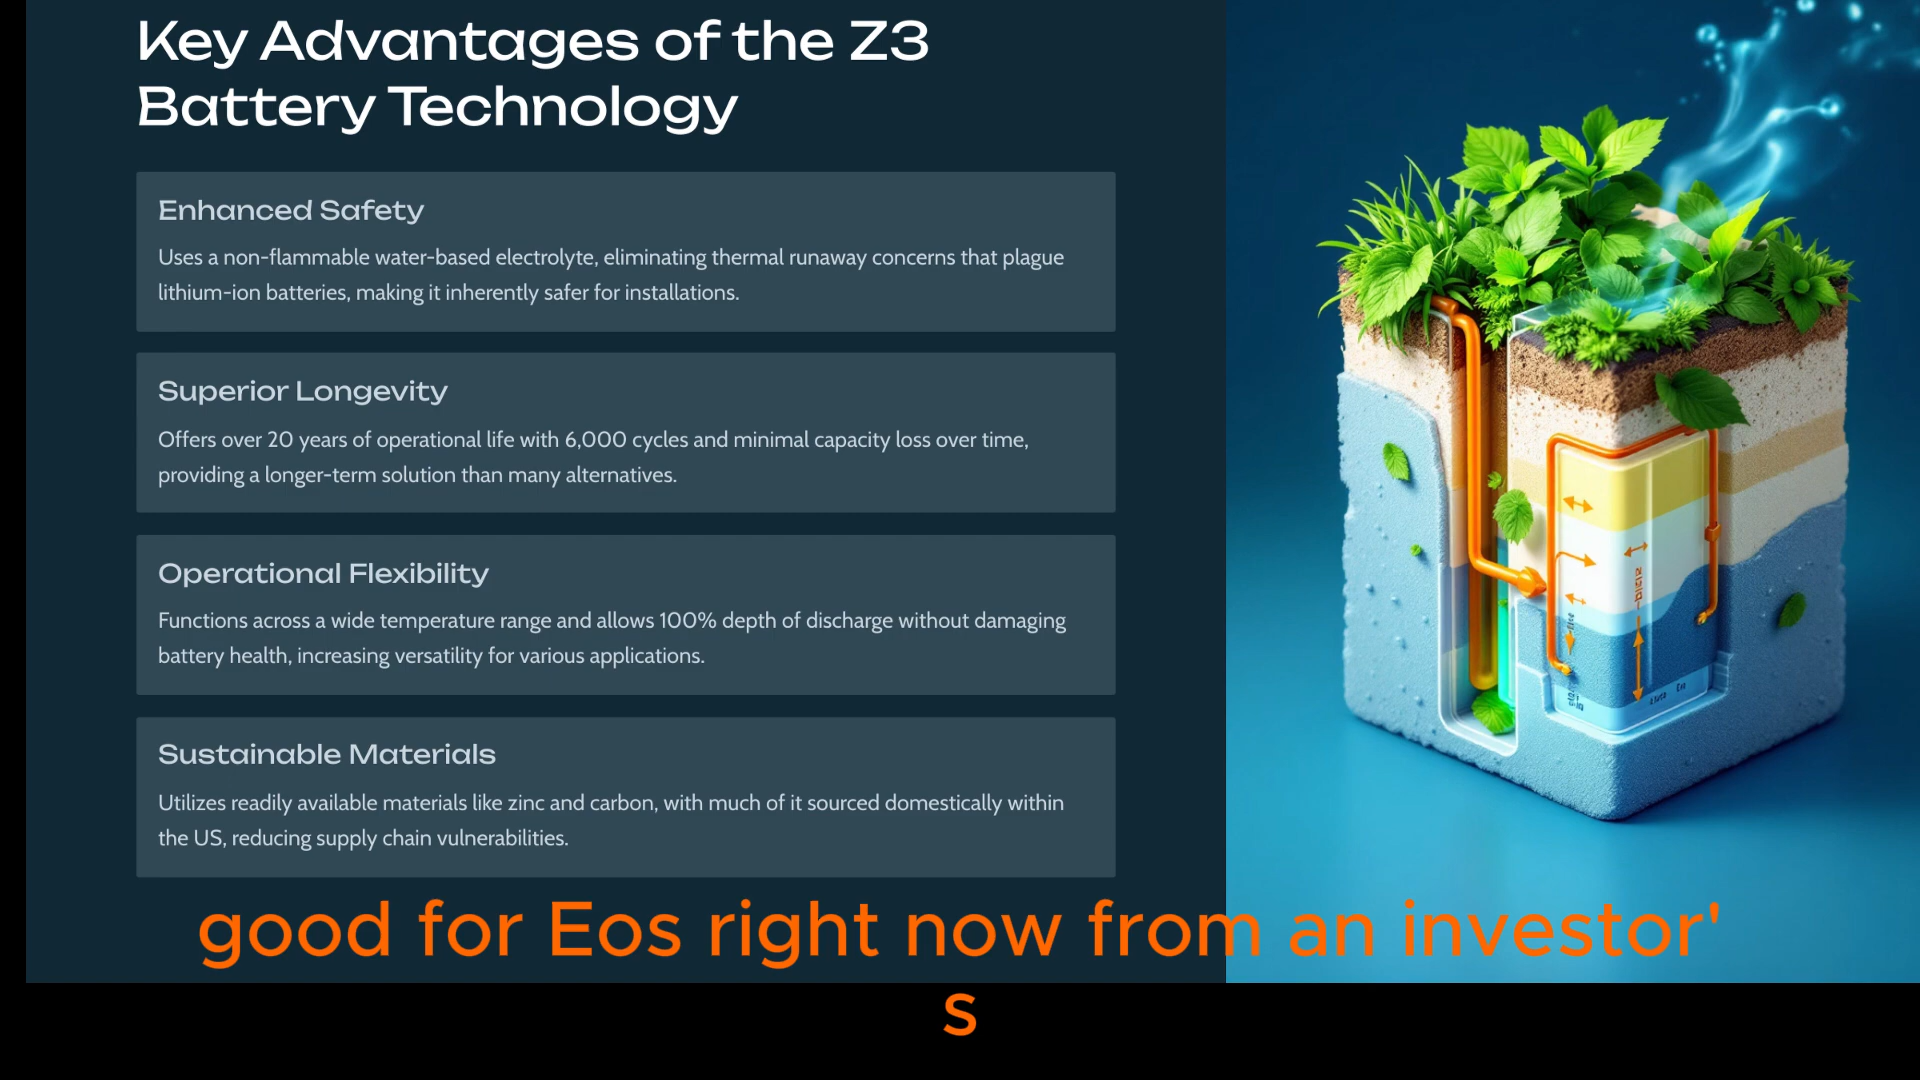 Key Advantages of the Z3
Battery Technology
Enhanced Safety
Uses a non-flammable water-based electrolyte, eliminating thermal runaway concerns that plague
lithium-ion batteries, making it inherently safer for installations.
Superior Longevity
Offers over 20 years of operational life with 6,000 cycles and minimal capacity loss over time,
providing a longer-term solution than many alternatives.
Operational Flexibility
Functions across a wide temperature range and allows 100% depth of discharge without damaging
battery health, increasing versatility for various applications.
Sustainable Materials
Utilizes readily available materials like zinc and carbon, with much of it sourced domestically within
the US, reducing supply chain vulnerabilities.
good for Eos right now from an investor'
s